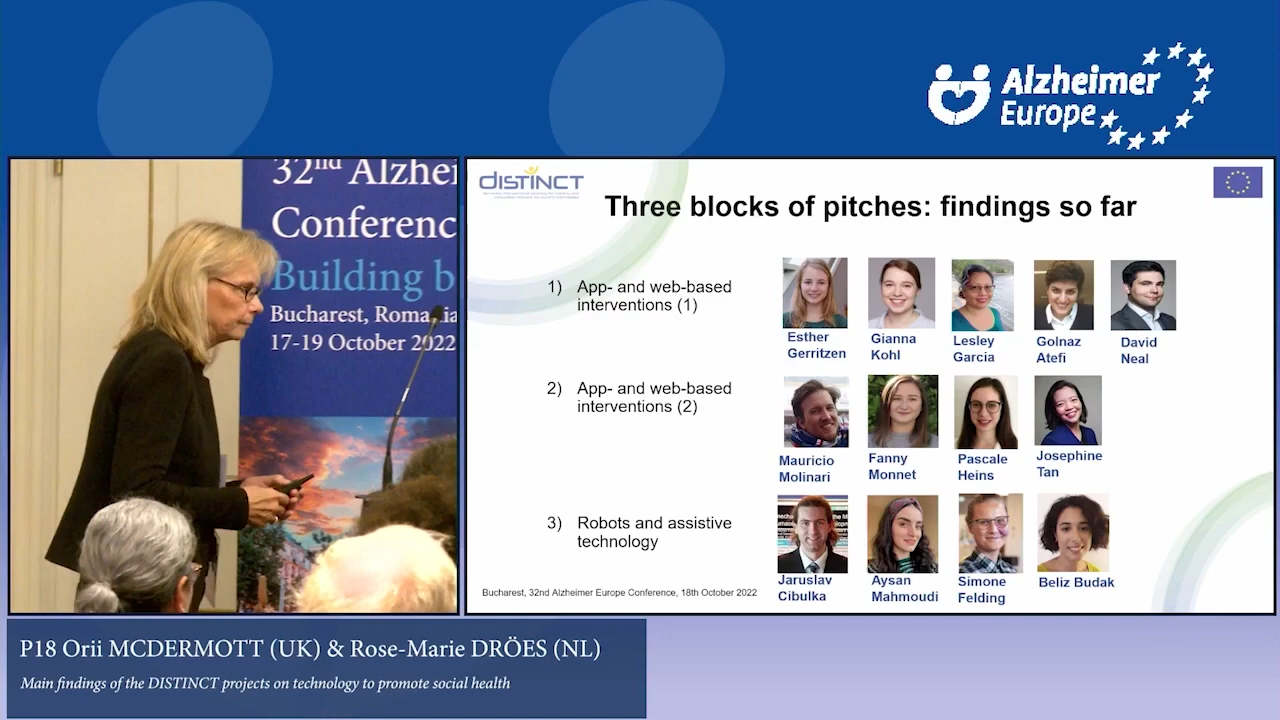 Alzheimer
Europe
32nd Alzhei
Conferenc
Building b
Bucharest, Romania
17-19 October 2022
DISTINCT
Three blocks of pitches: findings so far
1) App- and web-based
interventions (1)
Esther
Gerritzen
Gianna
Kohl
Lesley
Garcia
Golnaz
Atefi
David
Neal
2) App- and web-based
interventions (2)
Mauricio
Molinari
Fanny
Monnet
Pascale
Heins
Josephine
Tan
3) Robots and assistive
technology
Jaruslav
Cibulka
Aysan
Mahmoudi
Simone
Felding
Beliz Budak
Bucharest, 32nd Alzheimer Europe Conference, 18th October 2022
P18 Orii MCDERMOTT (UK) & Rose-Marie DRÖES (NL)
Main findings of the DISTINCT projects on technology to promote social health